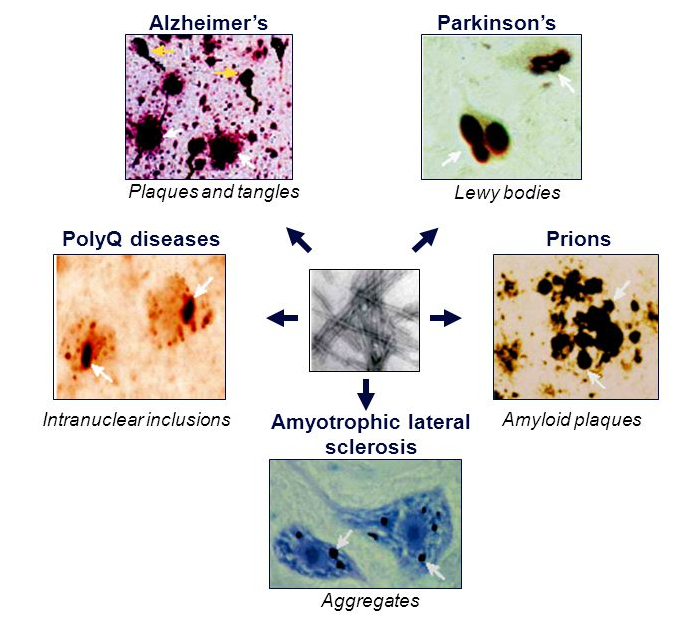 Alzheimer's
Parkinson's
Plaques and tangles
Lewy bodies
PolyQ diseases
Prions
Intranuclear inclusions
Amyloid plaques
Amyotrophic lateral
sclerosis
Aggregates